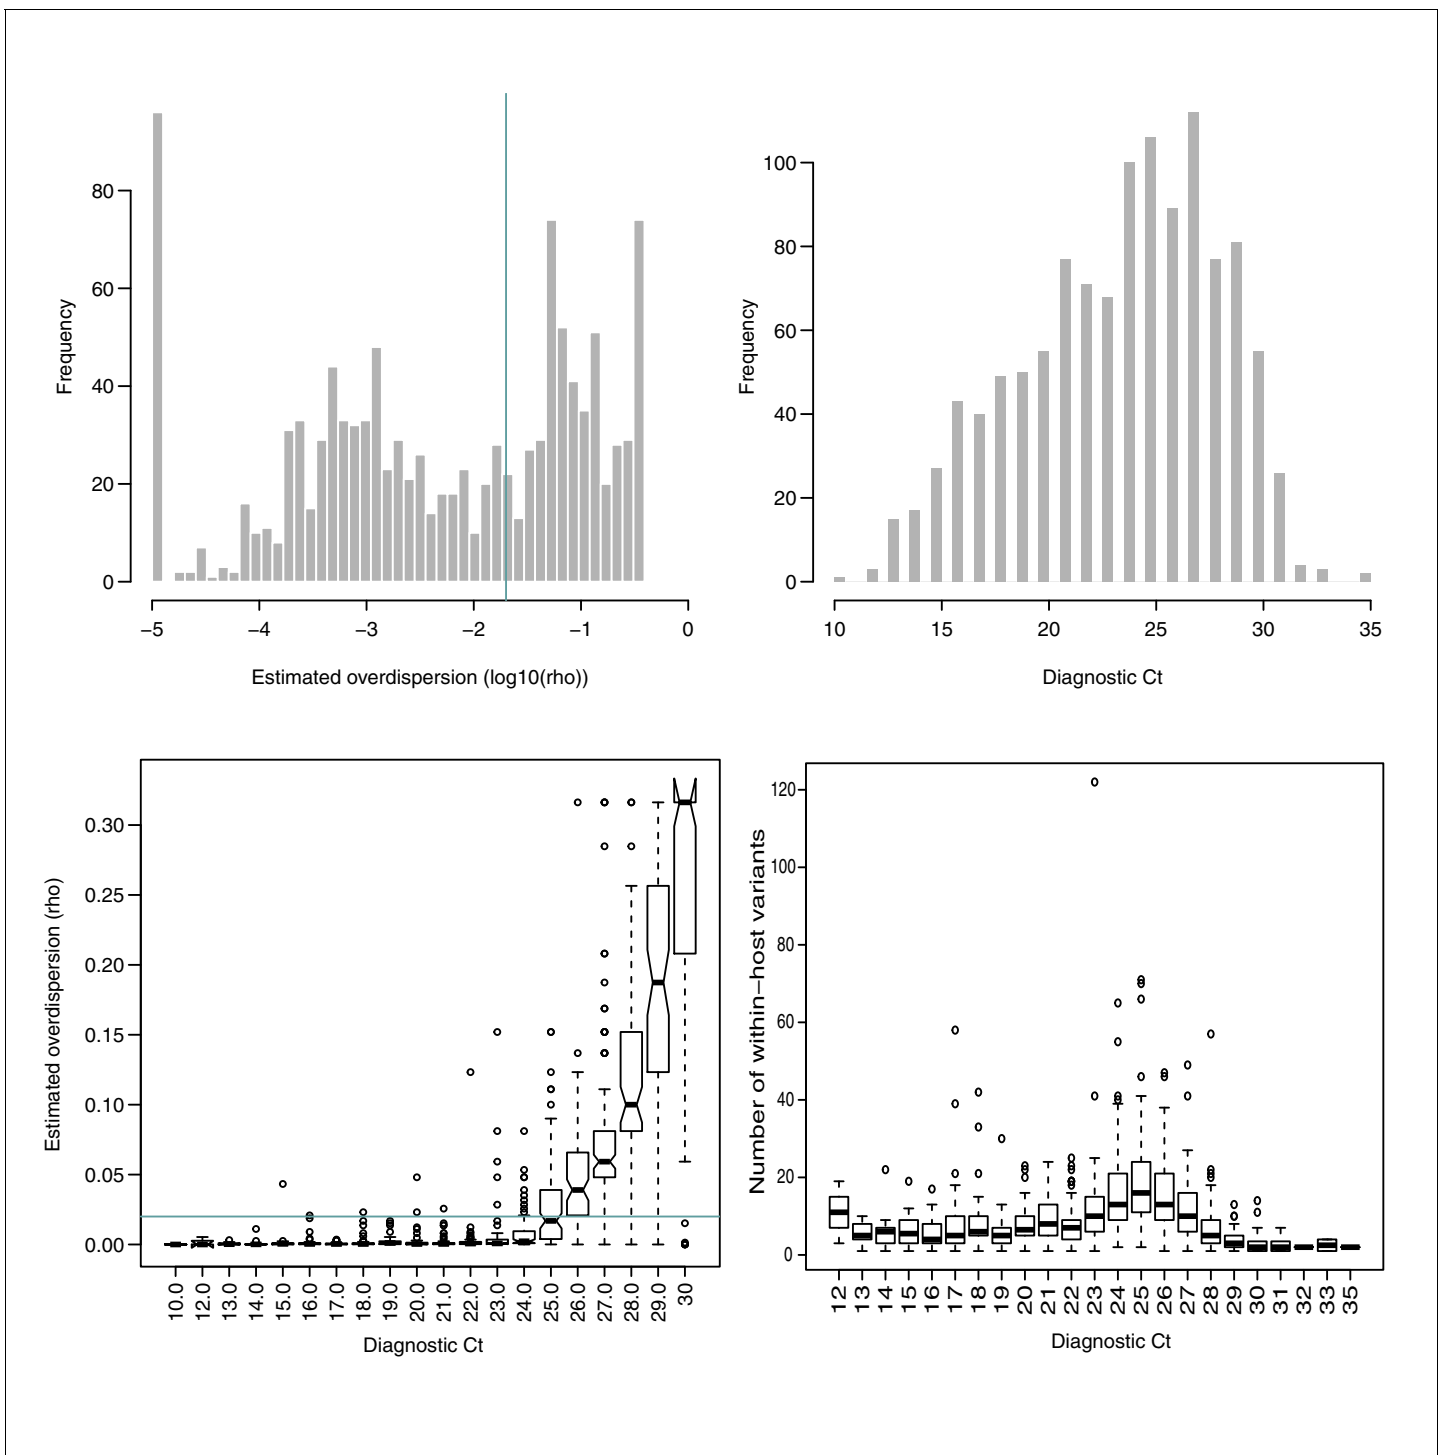 Frequency
80
60
40
20
0
−5 −4 −3 −2 −1 0
Estimated overdispersion (log10(rho))
Frequency
100
80
60
40
20
0
10 15 20 25 30 35
Diagnostic Ct
Estimated overdispersion (rho)
0.30
0.25
0.20
0.15
0.10
0.05
0.00
10.0 12.0 13.0 14.0 15.0 16.0 17.0 18.0 19.0 20.0 21.0 22.0 23.0 24.0 25.0 26.0 27.0 28.0 29.0 30
Diagnostic Ct
Number of within−host variants
120
100
80
60
40
20
0
12 13 14 15 16 17 18 19 20 21 22 23 24 25 26 27 28 29 30 31 32 33 35
Diagnostic Ct